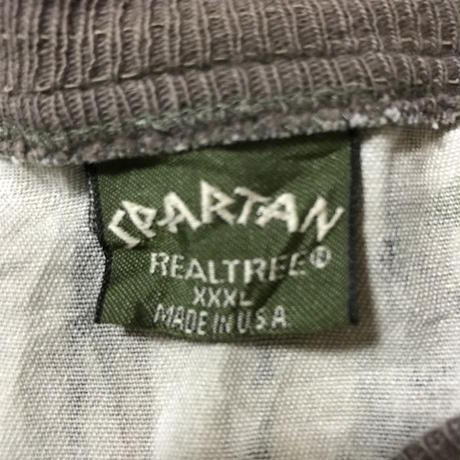 SPARTAN
REALTREE®
XXXL
MADE IN U.S.A.